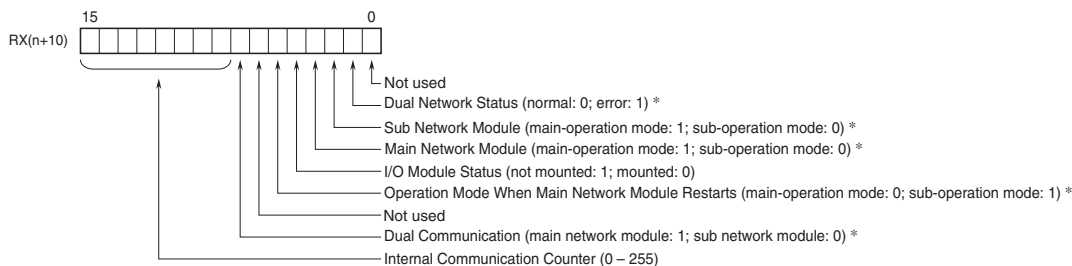 15 0
RX(n+10)
Not used
Dual Network Status (normal: 0; error: 1) *
Sub Network Module (main-operation mode: 1; sub-operation mode: 0) *
Main Network Module (main-operation mode: 1; sub-operation mode: 0) *
I/O Module Status (not mounted: 1; mounted: 0)
Operation Mode When Main Network Module Restarts (main-operation mode: 0; sub-operation mode: 1) *
Not used
Dual Communication (main network module: 1; sub network module: 0) *
Internal Communication Counter (0 – 255)